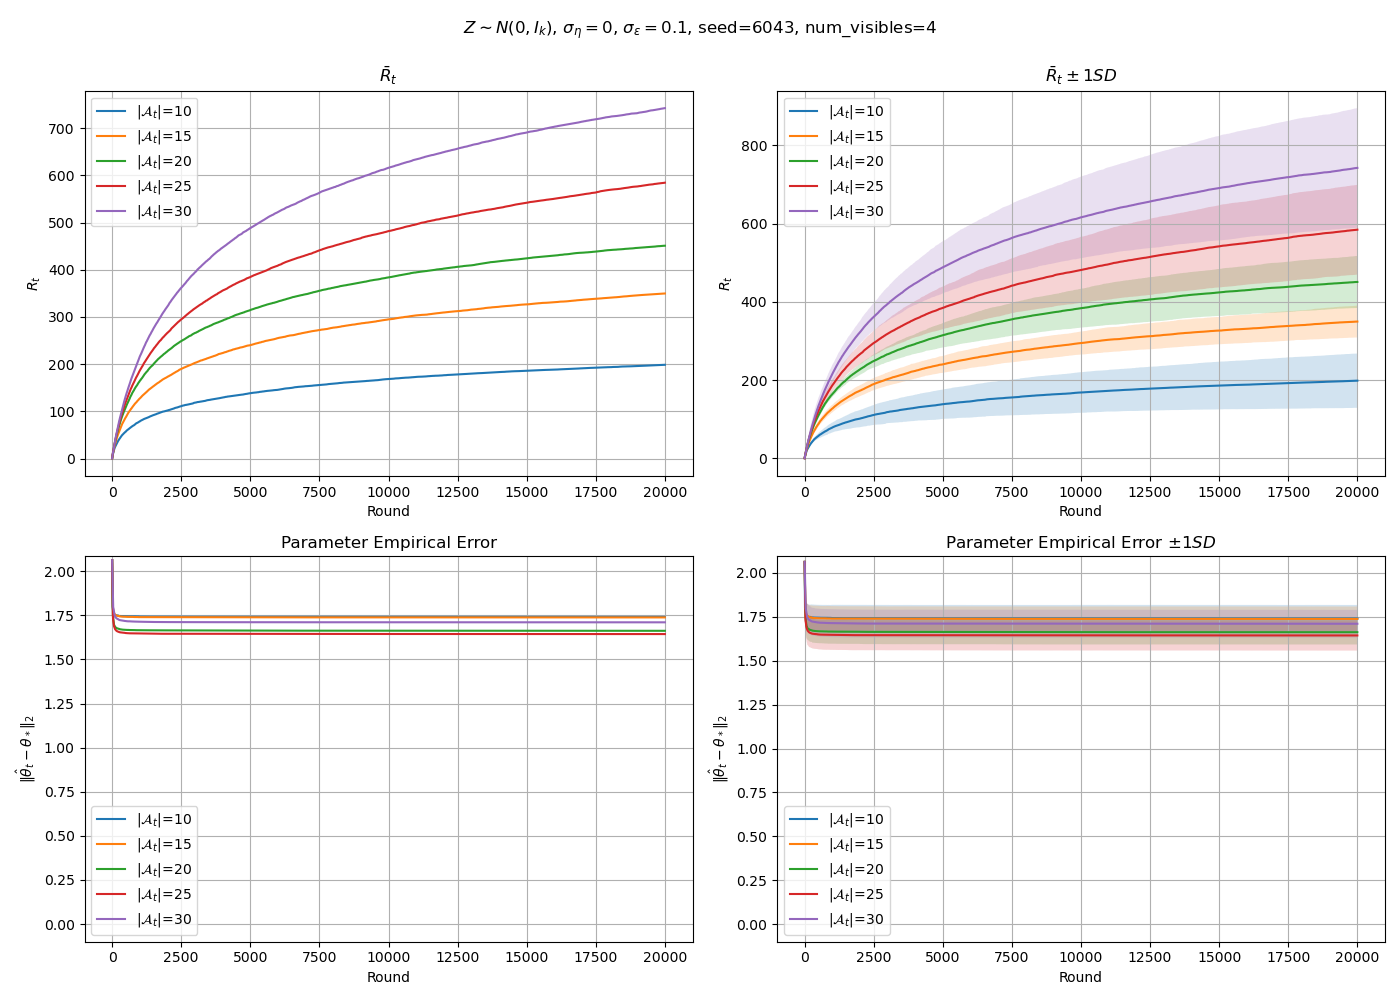 Z ∼ N(0, I_k), σ_η = 0, σ_ε = 0.1, seed=6043, num_visibles=4
R̄_t
|𝒜_t|=10
|𝒜_t|=15
|𝒜_t|=20
|𝒜_t|=25
|𝒜_t|=30
700
600
500
400
300
200
100
0
R_t
0 2500 5000 7500 10000 12500 15000 17500 20000
Round
R̄_t ± 1SD
|𝒜_t|=10
|𝒜_t|=15
|𝒜_t|=20
|𝒜_t|=25
|𝒜_t|=30
800
600
400
200
0
R_t
0 2500 5000 7500 10000 12500 15000 17500 20000
Round
Parameter Empirical Error
2.00
1.75
1.50
1.25
1.00
0.75
0.50
0.25
0.00
‖θ̂_t − θ_*‖_2
|𝒜_t|=10
|𝒜_t|=15
|𝒜_t|=20
|𝒜_t|=25
|𝒜_t|=30
0 2500 5000 7500 10000 12500 15000 17500 20000
Round
Parameter Empirical Error ±1SD
2.00
1.75
1.50
1.25
1.00
0.75
0.50
0.25
0.00
‖θ̂_t − θ_*‖_2
|𝒜_t|=10
|𝒜_t|=15
|𝒜_t|=20
|𝒜_t|=25
|𝒜_t|=30
0 2500 5000 7500 10000 12500 15000 17500 20000
Round